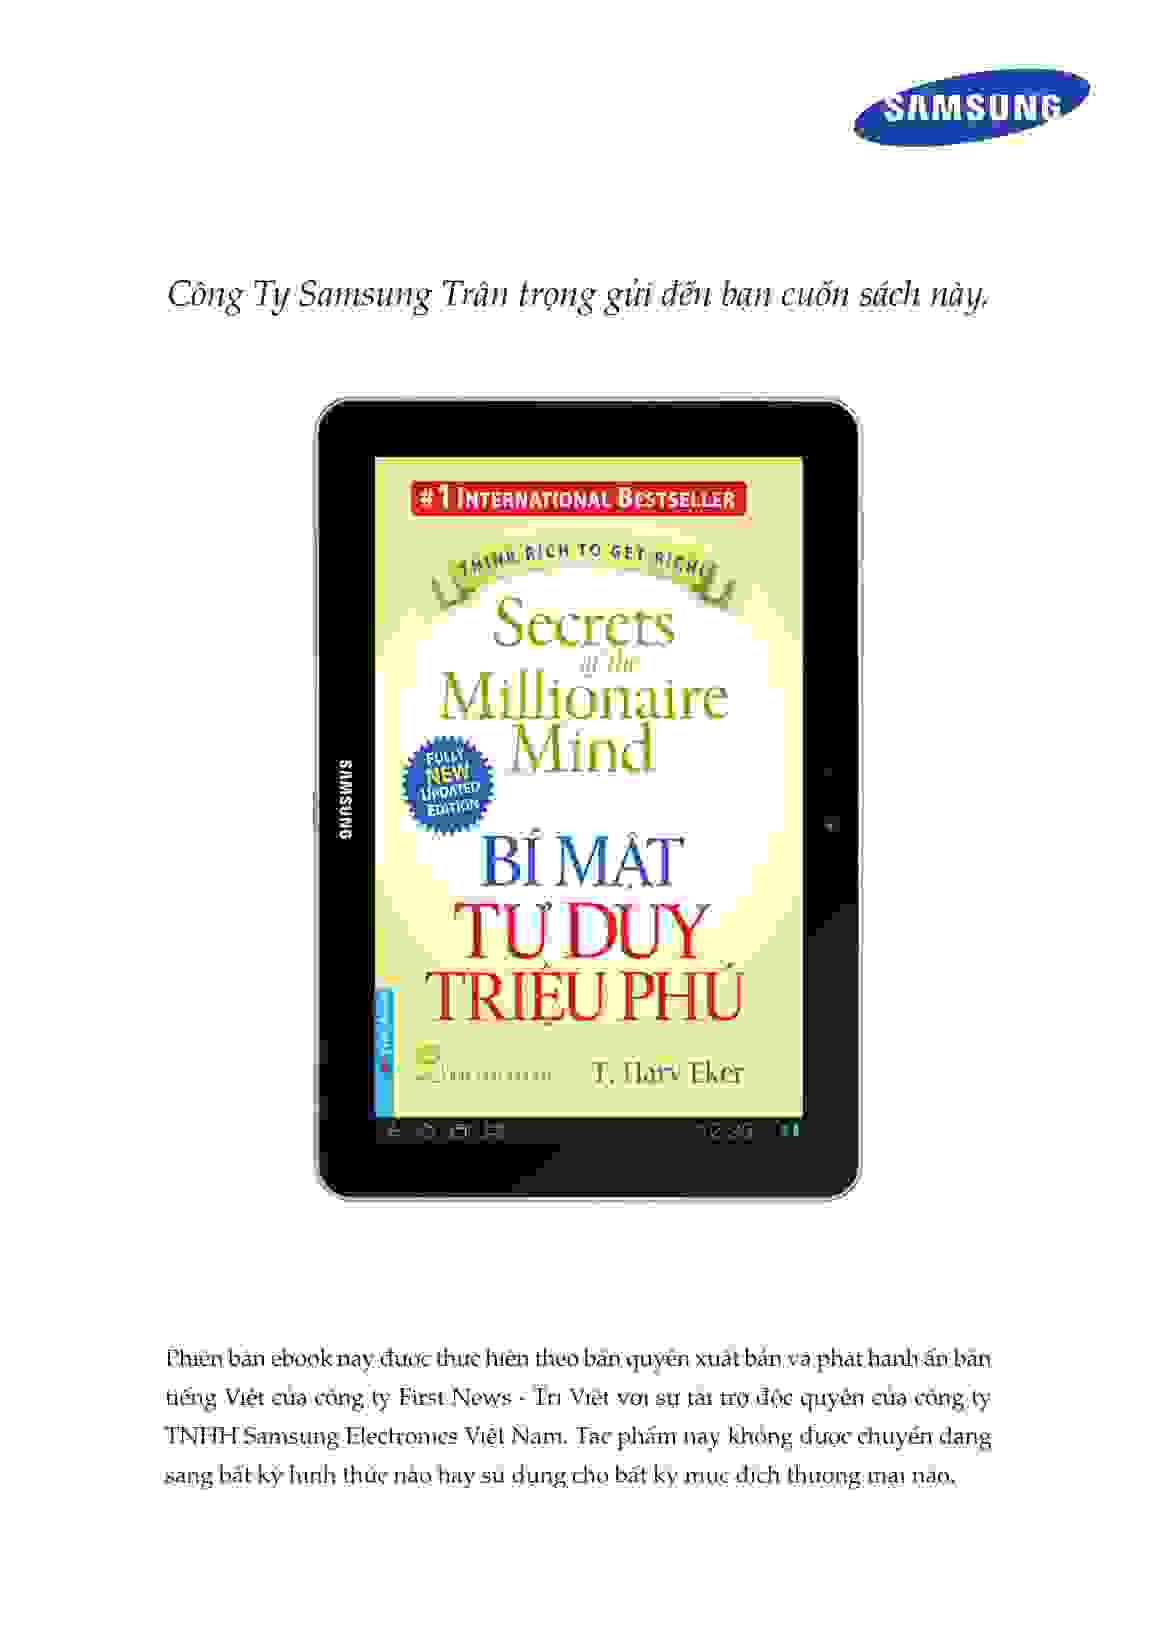 SAMSUNG
Công Ty Samsung Trân trọng gửi đến bạn cuốn sách này.
#1 INTERNATIONAL BESTSELLER
THINK RICH TO GET RICH!
Secrets
of the
Millionaire
Mind
FULLY
NEW
UPDATED
EDITION
SAMSUNG
BÍ MẬT
TƯ DUY
TRIỆU PHÚ
T. Harv Eker
Phiên bản ebook này được thực hiện theo bản quyền xuất bản và phát hành ấn bản
tiếng Việt của công ty First News - Trí Việt với sự tài trợ độc quyền của công ty
TNHH Samsung Electronics Việt Nam. Tác phẩm này không được chuyển dạng
sang bất kỳ hình thức nào hay sử dụng cho bất kỳ mục đích thương mại nào.